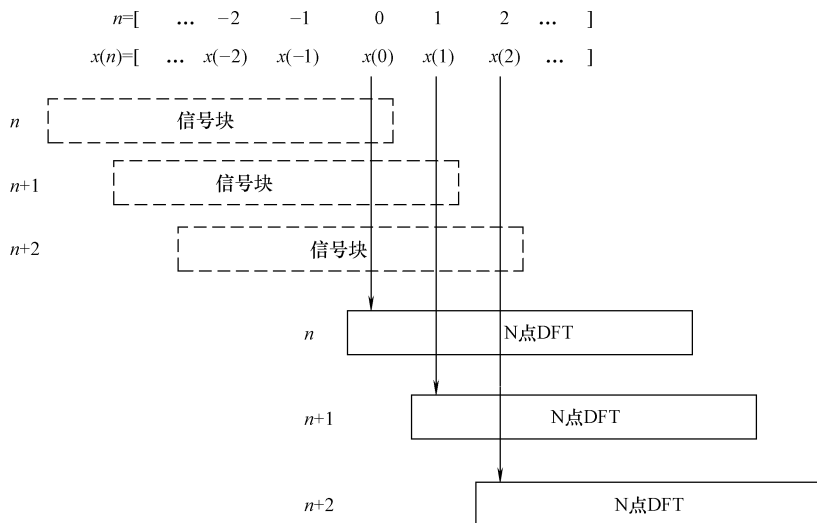 n=[ … −2 −1 0 1 2 … ]
x(n)=[ … x(−2) x(−1) x(0) x(1) x(2) … ]
n 信号块
n+1 信号块
n+2 信号块
n N点DFT
n+1 N点DFT
n+2 N点DFT